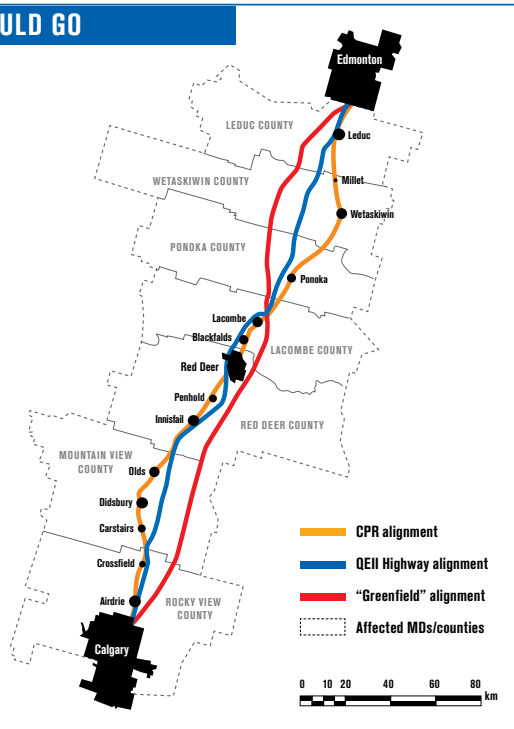 ULD GO
Edmonton
LEDUC COUNTY
Leduc
WETASKIWIN COUNTY
Millet
Wetaskiwin
PONOKA COUNTY
Ponoka
Lacombe
Blackfalds
LACOMBE COUNTY
Red Deer
Penhold
Innisfail
RED DEER COUNTY
MOUNTAIN VIEW
COUNTY
Olds
Didsbury
Carstairs
Crossfield
Airdrie
ROCKY VIEW
COUNTY
Calgary
CPR alignment
QEII Highway alignment
“Greenfield” alignment
Affected MDs/counties
0 10 20 40 60 80
km